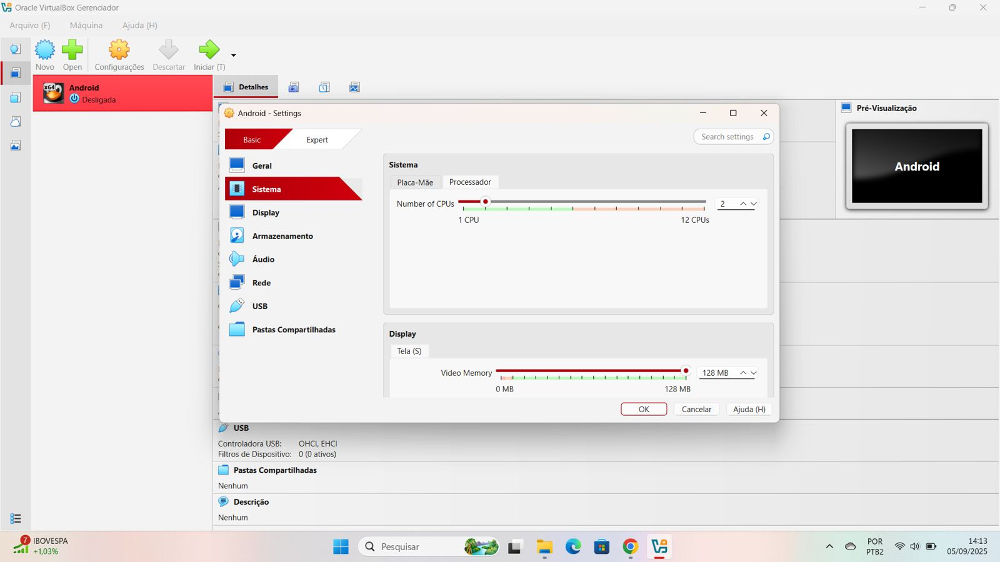 Oracle VirtualBox Gerenciador
Arquivo (F) Máquina Ajuda (H)
Novo Open Configurações Descartar Iniciar (T)
x64
Android
Desligada
Detalhes
Pré-Visualização
Android
Android - Settings
Basic Expert
Search settings
Geral
Sistema
Display
Armazenamento
Áudio
Rede
USB
Pastas Compartilhadas
Sistema
Placa-Mãe Processador
Number of CPUs 2
1 CPU 12 CPUs
Display
Tela (S)
Video Memory 128 MB
0 MB 128 MB
OK Cancelar Ajuda (H)
USB
Controladora USB: OHCI, EHCI
Filtros de Dispositivo: 0 (0 ativos)
Pastas Compartilhadas
Nenhum
Descrição
Nenhum
7
IBOVESPA
+1,03%
Pesquisar
POR
PTB2
14:13
05/09/2025